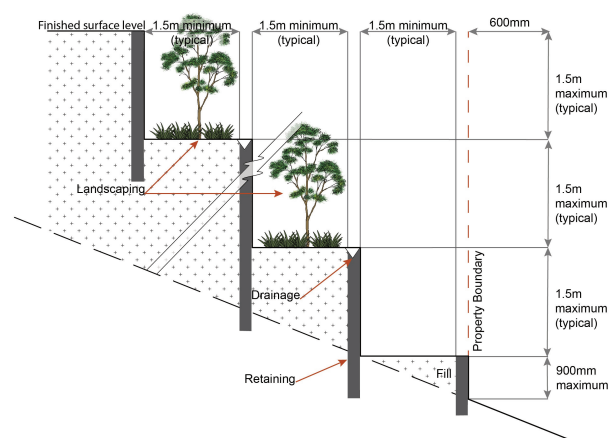 Finished surface level
1.5m minimum
(typical)
1.5m minimum
(typical)
1.5m minimum
(typical)
600mm
1.5m
maximum
(typical)
Landscaping
1.5m
maximum
(typical)
Property Boundary
Drainage
1.5m
maximum
(typical)
Retaining
Fill
900mm
maximum